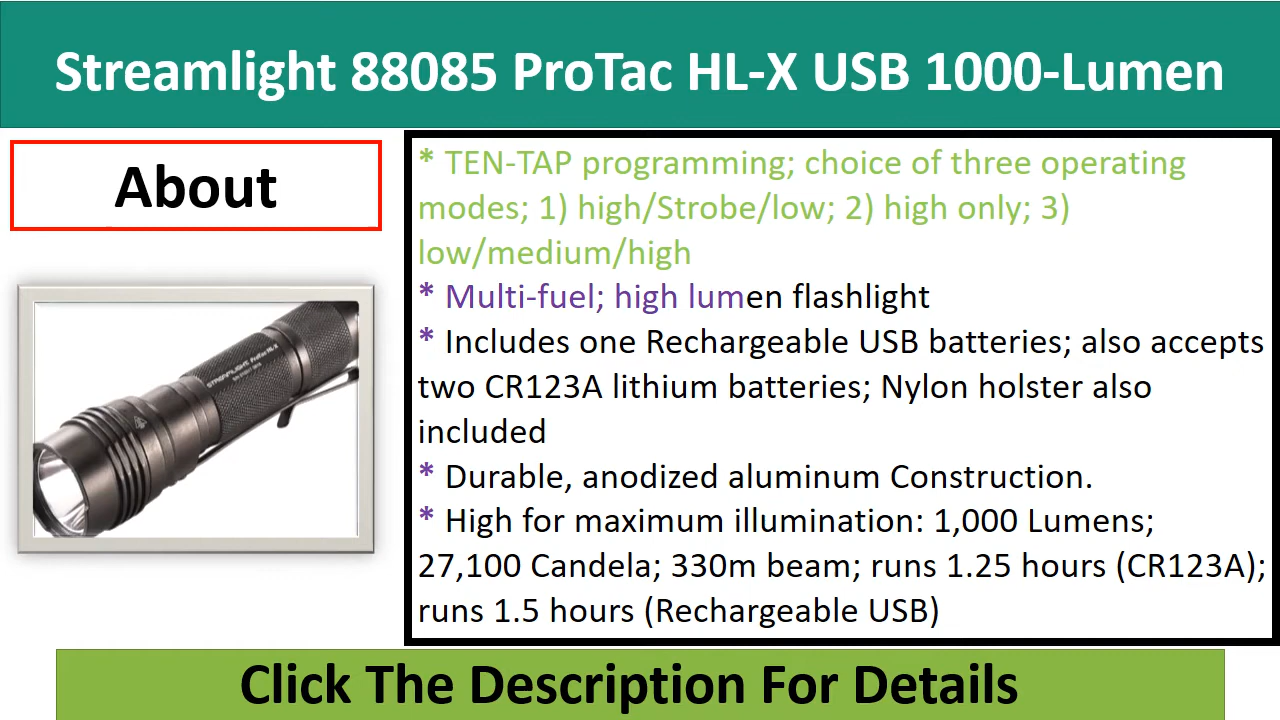 Streamlight 88085 ProTac HL-X USB 1000-Lumen
About
* TEN-TAP programming; choice of three operating
modes; 1) high/Strobe/low; 2) high only; 3)
low/medium/high
* Multi-fuel; high lumen flashlight
* Includes one Rechargeable USB batteries; also accepts
two CR123A lithium batteries; Nylon holster also
included
* Durable, anodized aluminum Construction.
* High for maximum illumination: 1,000 Lumens;
27,100 Candela; 330m beam; runs 1.25 hours (CR123A);
runs 1.5 hours (Rechargeable USB)
STREAMLIGHT ProTac HL-X
Click The Description For Details